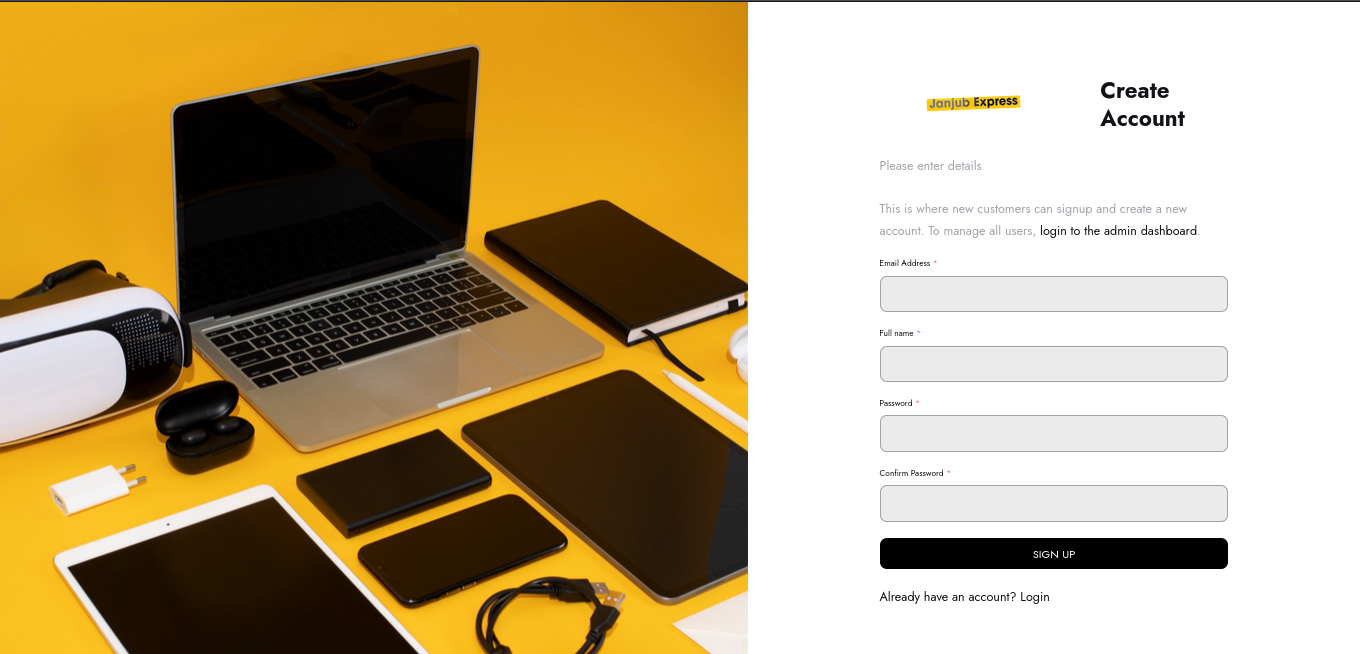 Janjub Express
Create
Account
Please enter details
This is where new customers can signup and create a new
account. To manage all users, login to the admin dashboard.
Email Address *
Full name *
Password *
Confirm Password *
SIGN UP
Already have an account? Login